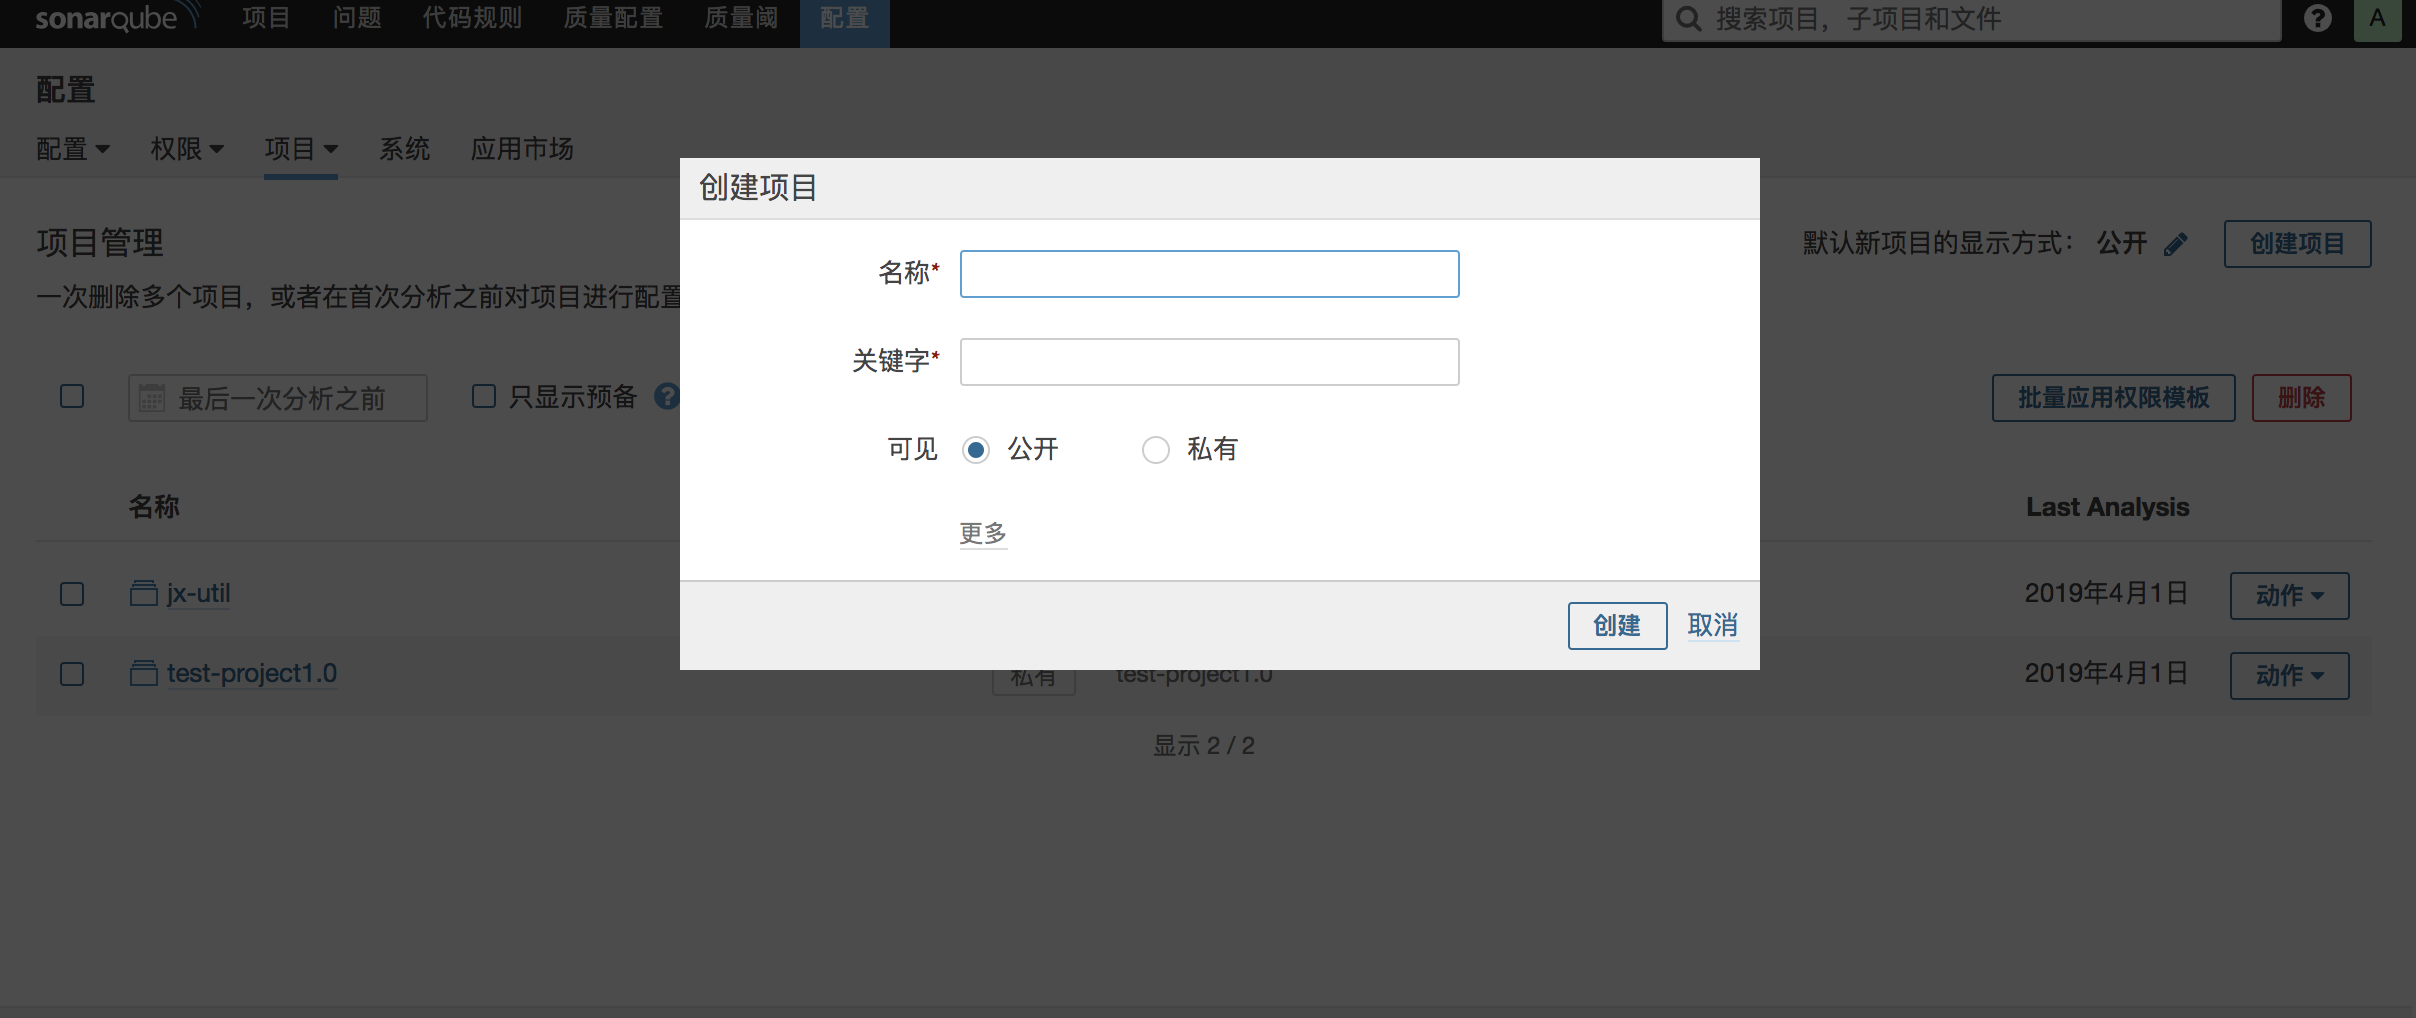 sonarqube 项目 问题 代码规则 质量配置 质量阈 配置 搜索项目，子项目和文件 ? A
配置
配置 权限 项目 系统 应用市场
创建项目
项目管理 默认新项目的显示方式： 公开 创建项目
名称*
一次删除多个项目，或者在首次分析之前对项目进行配置
关键字*
最后一次分析之前 只显示预备 ? 批量应用权限模板 删除
可见 公开 私有
名称 Last Analysis
更多
jx-util 2019年4月1日 动作
创建 取消
test-project1.0 私有 test-project1.0 2019年4月1日 动作
显示 2 / 2